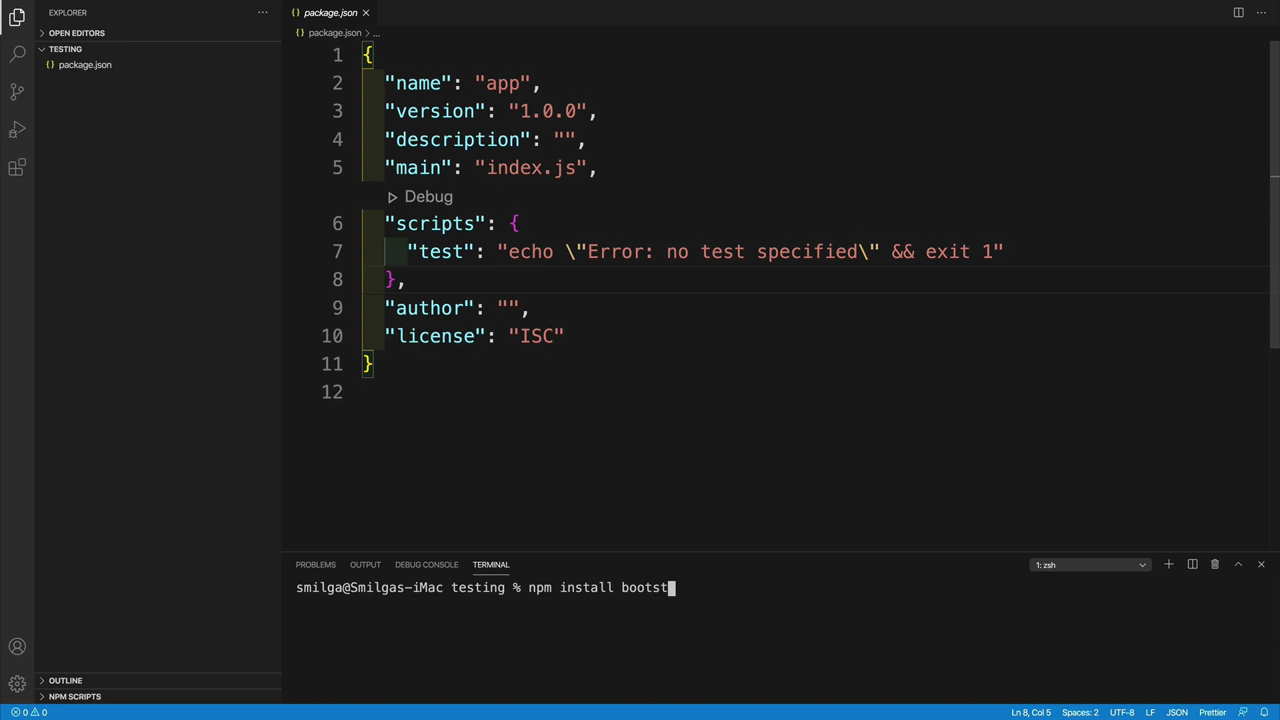 EXPLORER
OPEN EDITORS
TESTING
{} package.json
{} package.json
{} package.json > ...
1 {
2 "name": "app",
3 "version": "1.0.0",
4 "description": "",
5 "main": "index.js",
Debug
6 "scripts": {
7 "test": "echo \"Error: no test specified\" && exit 1"
8 },
9 "author": "",
10 "license": "ISC"
11 }
12
PROBLEMS OUTPUT DEBUG CONSOLE TERMINAL 1: zsh
smilga@Smilgas-iMac testing % npm install bootst
OUTLINE
NPM SCRIPTS
0 0 Ln 8, Col 5 Spaces: 2 UTF-8 LF JSON Prettier